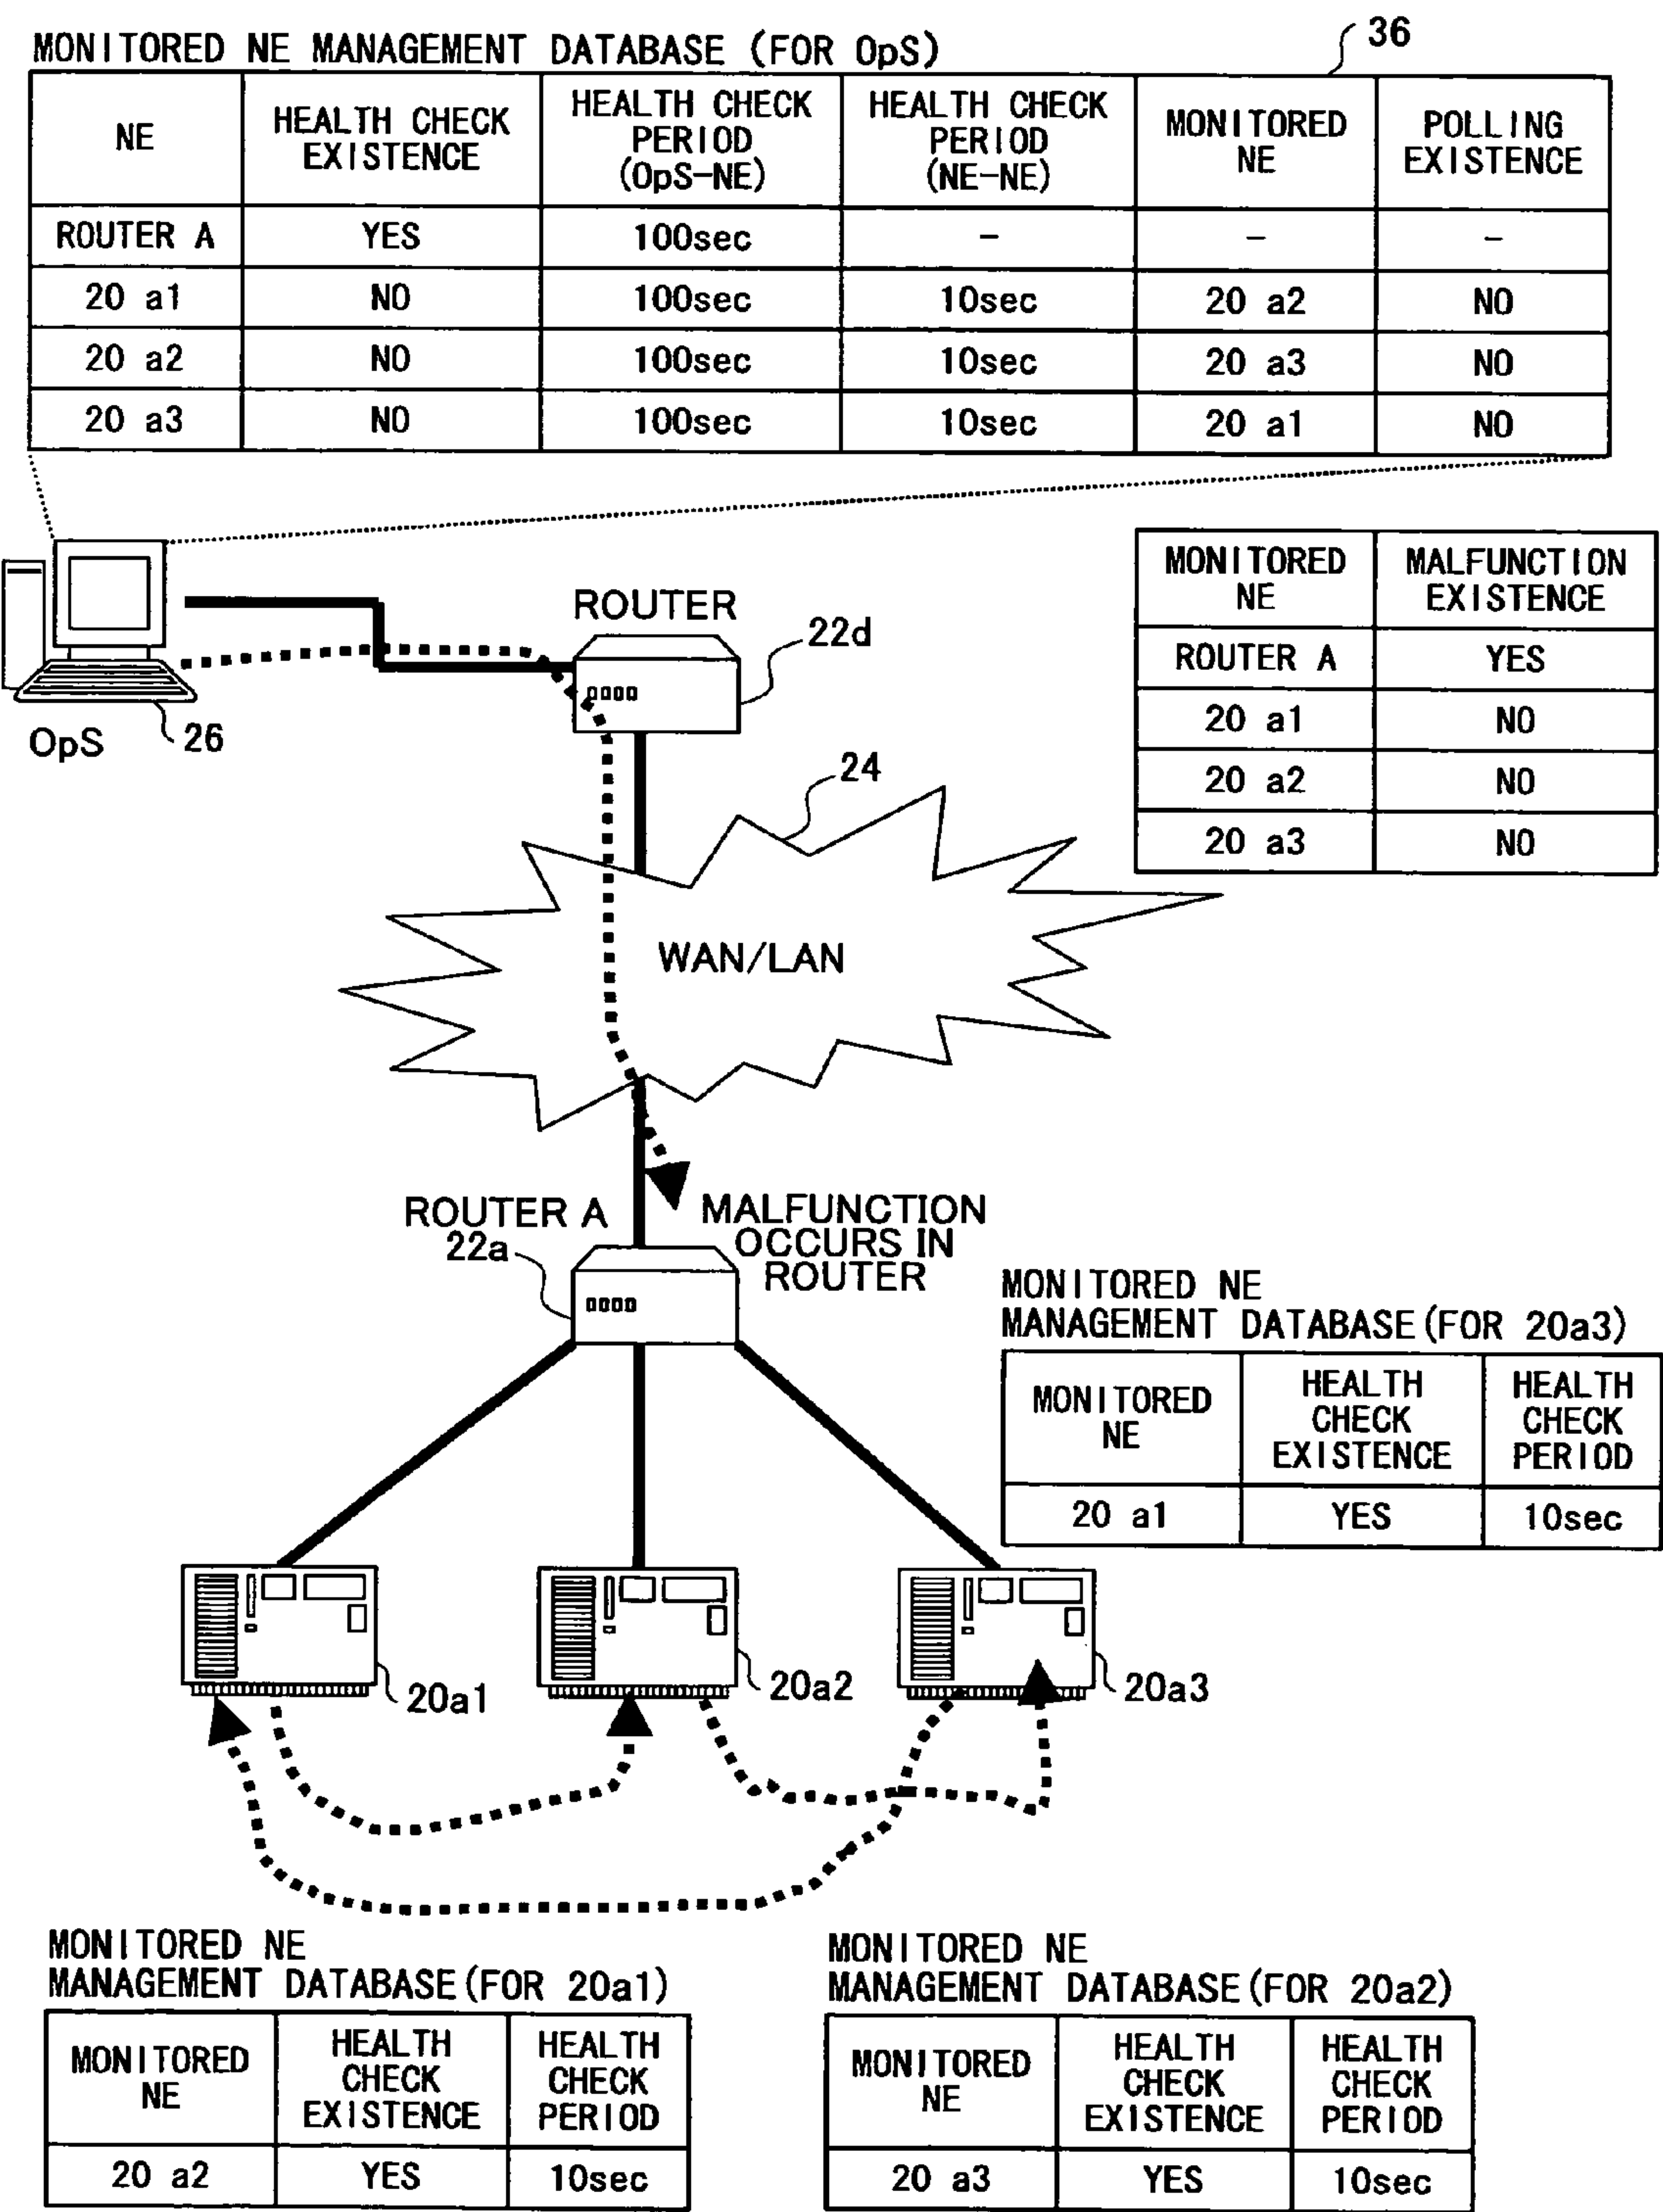 36
MONITORED NE MANAGEMENT DATABASE (FOR OpS)
NE
HEALTH CHECK
EXISTENCE
HEALTH CHECK
PERIOD
(OpS-NE)
HEALTH CHECK
PERIOD
(NE-NE)
MONITORED
NE
POLLING
EXISTENCE
ROUTER A YES 100sec - - -
20 a1 NO 100sec 10sec 20 a2 NO
20 a2 NO 100sec 10sec 20 a3 NO
20 a3 NO 100sec 10sec 20 a1 NO
OpS
26
ROUTER
22d
MONITORED
NE
MALFUNCTION
EXISTENCE
ROUTER A YES
20 a1 NO
20 a2 NO
20 a3 NO
24
WAN/LAN
ROUTER A
22a
MALFUNCTION
OCCURS IN
ROUTER
MONITORED NE
MANAGEMENT DATABASE(FOR 20a3)
MONITORED
NE
HEALTH
CHECK
EXISTENCE
HEALTH
CHECK
PERIOD
20 a1 YES 10sec
20a1
20a2
20a3
MONITORED NE
MANAGEMENT DATABASE(FOR 20a1)
MONITORED
NE
HEALTH
CHECK
EXISTENCE
HEALTH
CHECK
PERIOD
20 a2 YES 10sec
MONITORED NE
MANAGEMENT DATABASE(FOR 20a2)
MONITORED
NE
HEALTH
CHECK
EXISTENCE
HEALTH
CHECK
PERIOD
20 a3 YES 10sec